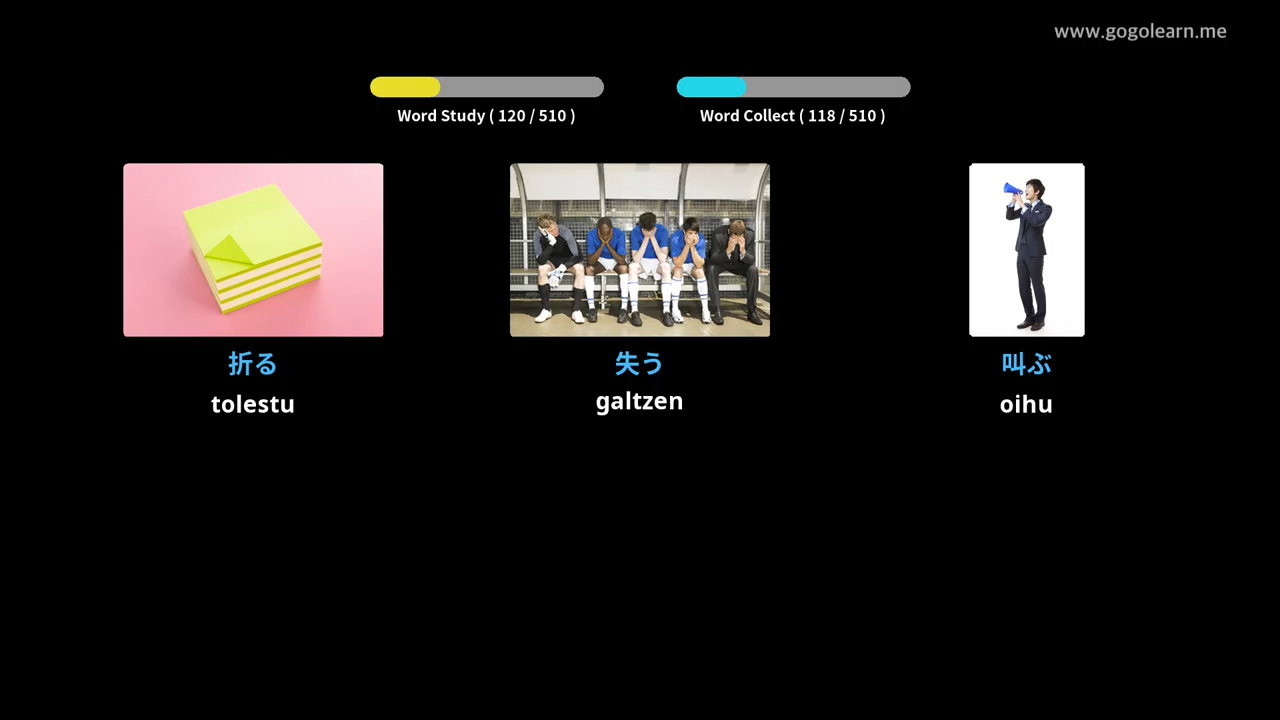 www.gogolearn.me
Word Study ( 120 / 510 )
Word Collect ( 118 / 510 )
折る
失う
叫ぶ
tolestu
galtzen
oihu